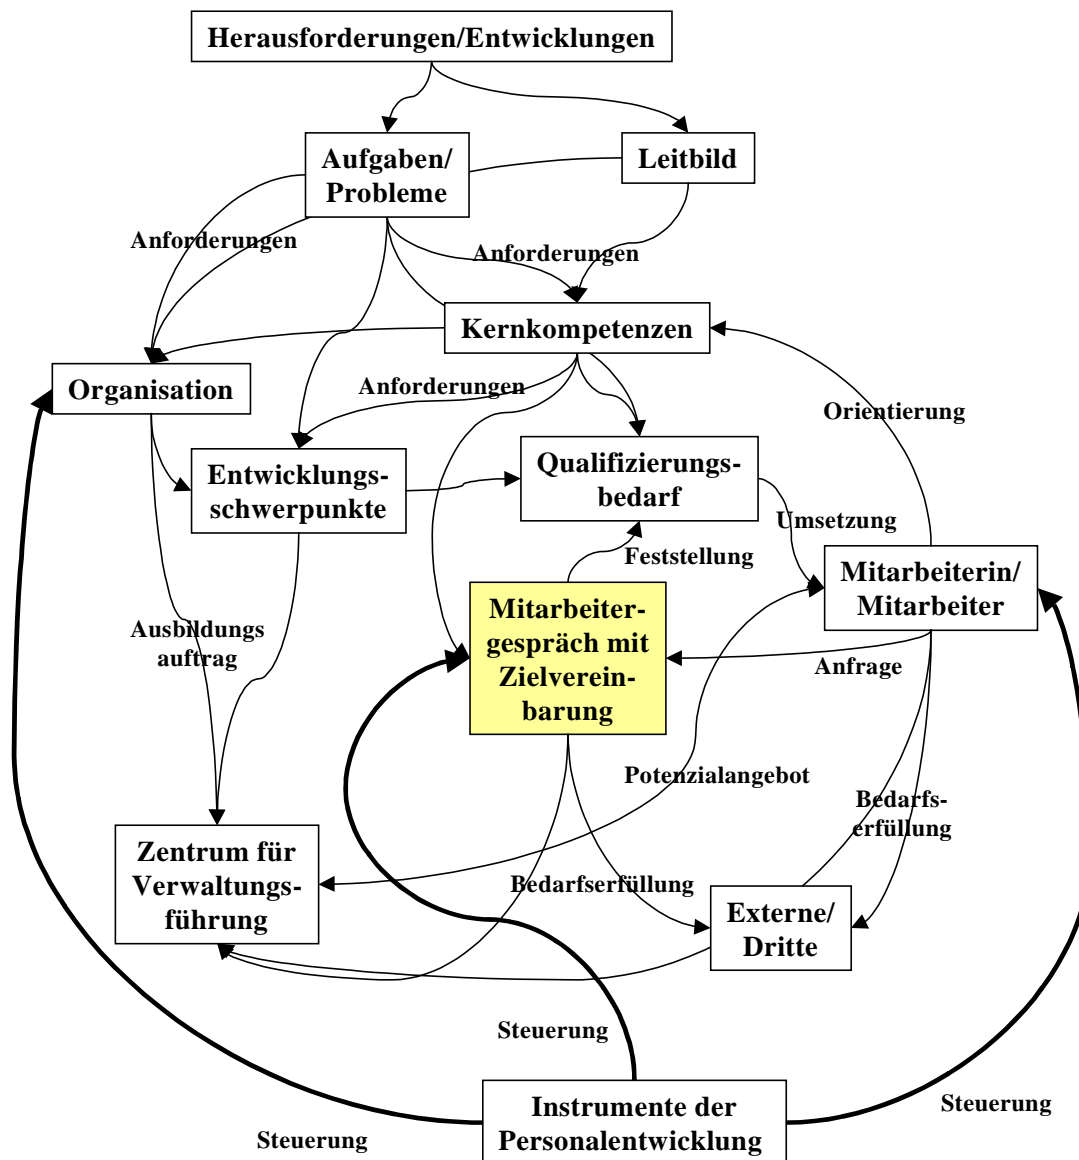 Herausforderungen/Entwicklungen
Aufgaben/
Probleme
Leitbild
Anforderungen
Anforderungen
Kernkompetenzen
Organisation
Anforderungen
Orientierung
Entwicklungs-
schwerpunkte
Qualifizierungs-
bedarf
Umsetzung
Feststellung
Mitarbeiterin/
Mitarbeiter
Mitarbeiter-
gespräch mit
Zielverein-
barung
Ausbildungs
auftrag
Anfrage
Potenzialangebot
Bedarfs-
erfüllung
Zentrum für
Verwaltungs-
führung
Bedarfserfüllung
Externe/
Dritte
Steuerung
Instrumente der
Personalentwicklung
Steuerung
Steuerung